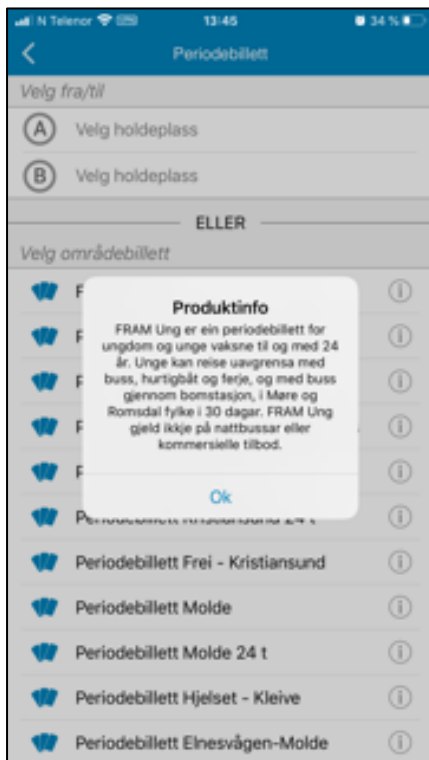 N Telenor 13:45 34 %
Periodebillett
Velg fra/til
A Velg holdeplass
B Velg holdeplass
ELLER
Velg områdebillett
Produktinfo
FRAM Ung er ein periodebillett for
ungdom og unge vaksne til og med 24
år. Unge kan reise uavgrensa med
buss, hurtigbåt og ferje, og med buss
gjennom bomstasjon, i Møre og
Romsdal fylke i 30 dagar. FRAM Ung
gjeld ikkje på nattbussar eller
kommersielle tilbod.
Ok
Periodebillett Kristiansund 24 t
Periodebillett Frei - Kristiansund
Periodebillett Molde
Periodebillett Molde 24 t
Periodebillett Hjelset - Kleive
Periodebillett Elnesvågen-Molde